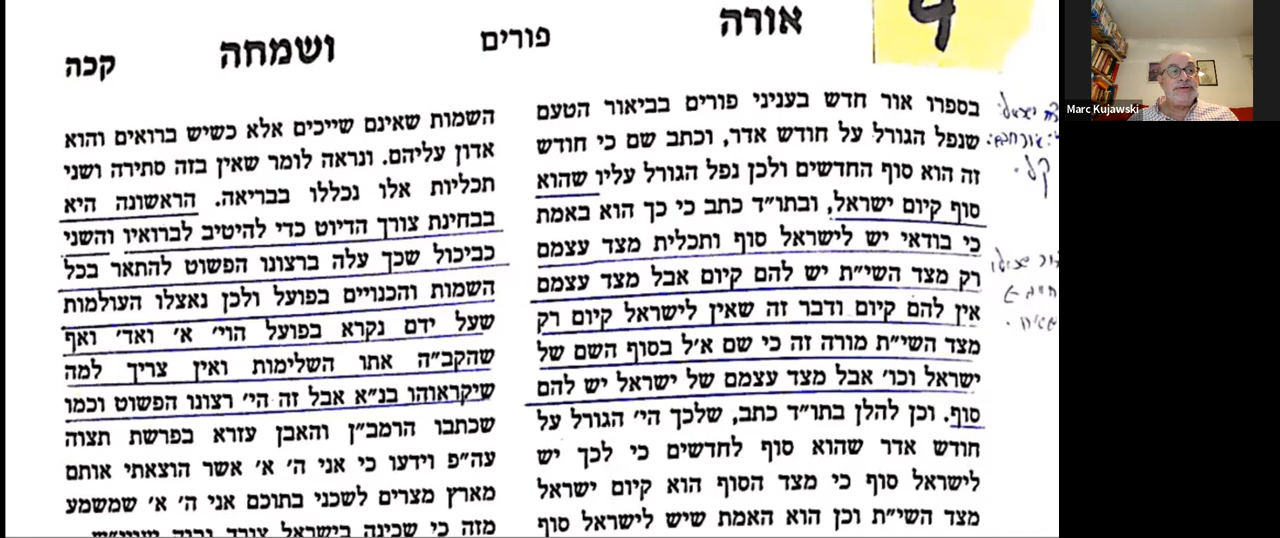 אורה
פורים
ושמחה
קכה
בספרו אור חדש בעניני פורים בביאור הטעם
שנפל הגורל על חודש אדר, וכתב שם כי חודש
זה הוא סוף החדשים ולכן נפל הגורל עליו שהוא
סוף קיום ישראל, ובתו״ד כתב כי כך הוא באמת
כי בודאי יש לישראל סוף ותכלית מצד עצמם
רק מצד השי״ת יש להם קיום אבל מצד עצמם
אין להם קיום ודבר זה שאין לישראל קיום רק
מצד השי״ת מורה זה כי שם א׳ל בסוף השם של
ישראל וכו׳ אבל מצד עצמם של ישראל יש להם
סוף. וכן להלן בתו״ד כתב, שלכך הי׳ הגורל על
חודש אדר שהוא סוף לחדשים כי לכך יש
לישראל סוף כי מצד הסוף הוא קיום ישראל
מצד השי״ת וכן הוא האמת שיש לישראל סוף
השמות שאינם שייכים אלא כשיש ברואים והוא
אדון עליהם. ונראה לומר שאין בזה סתירה ושני
תכליות אלו נכללו בבריאה. הראשונה היא
בבחינת צורך הדיוט כדי להיטיב לברואיו והשני
כביכול שכך עלה ברצונו הפשוט להתאר בכל
השמות והכנויים בפועל ולכן נאצלו העולמות
שעל ידם נקרא בפועל הוי׳ א׳ ואד׳ ואף
שהקב״ה אתו השלימות ואין צריך למה
שיקראוהו בנ״א אבל זה הי׳ רצונו הפשוט וכמו
שכתבו הרמב״ן והאבן עזרא בפרשת תצוה
עה״פ וידעו כי אני ה׳ א׳ אשר הוצאתי אותם
מארץ מצרים לשכני בתוכם אני ה׳ א׳ שמשמע
מזה כי שכינה בישראל צורך גבוה
Marc Kujawski